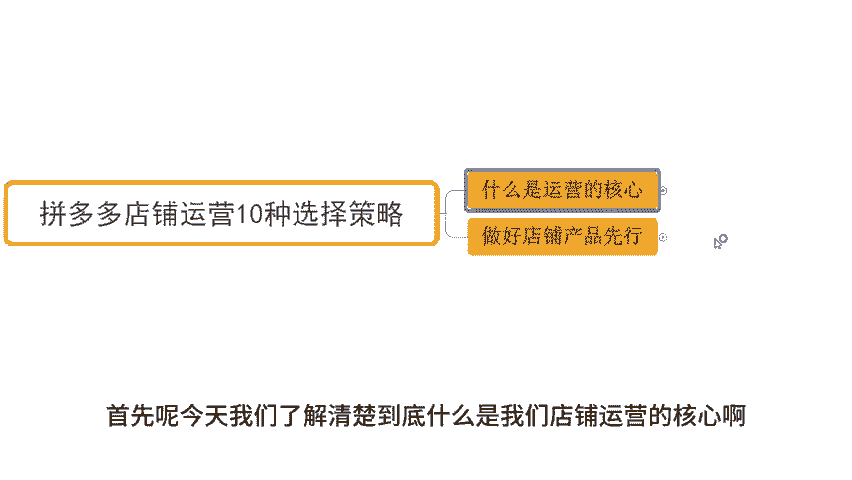 拼多多店铺运营10种选择策略
什么是运营的核心
做好店铺产品先行
首先呢今天我们了解清楚到底什么是我们店铺运营的核心啊